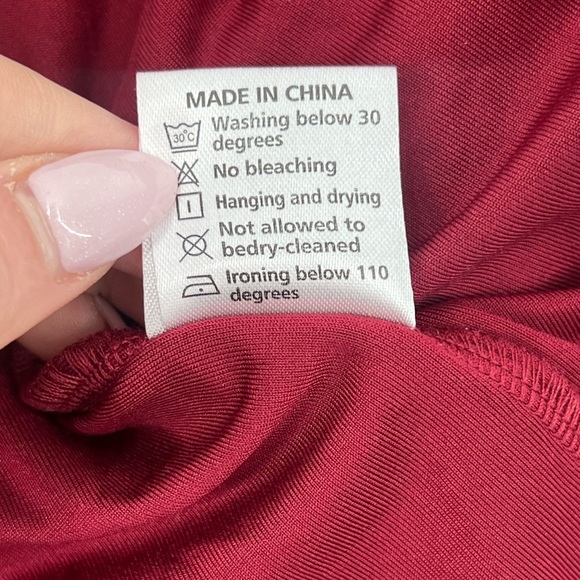 MADE IN CHINA
30°C
Washing below 30
degrees
No bleaching
Hanging and drying
Not allowed to
bedry-cleaned
Ironing below 110
degrees